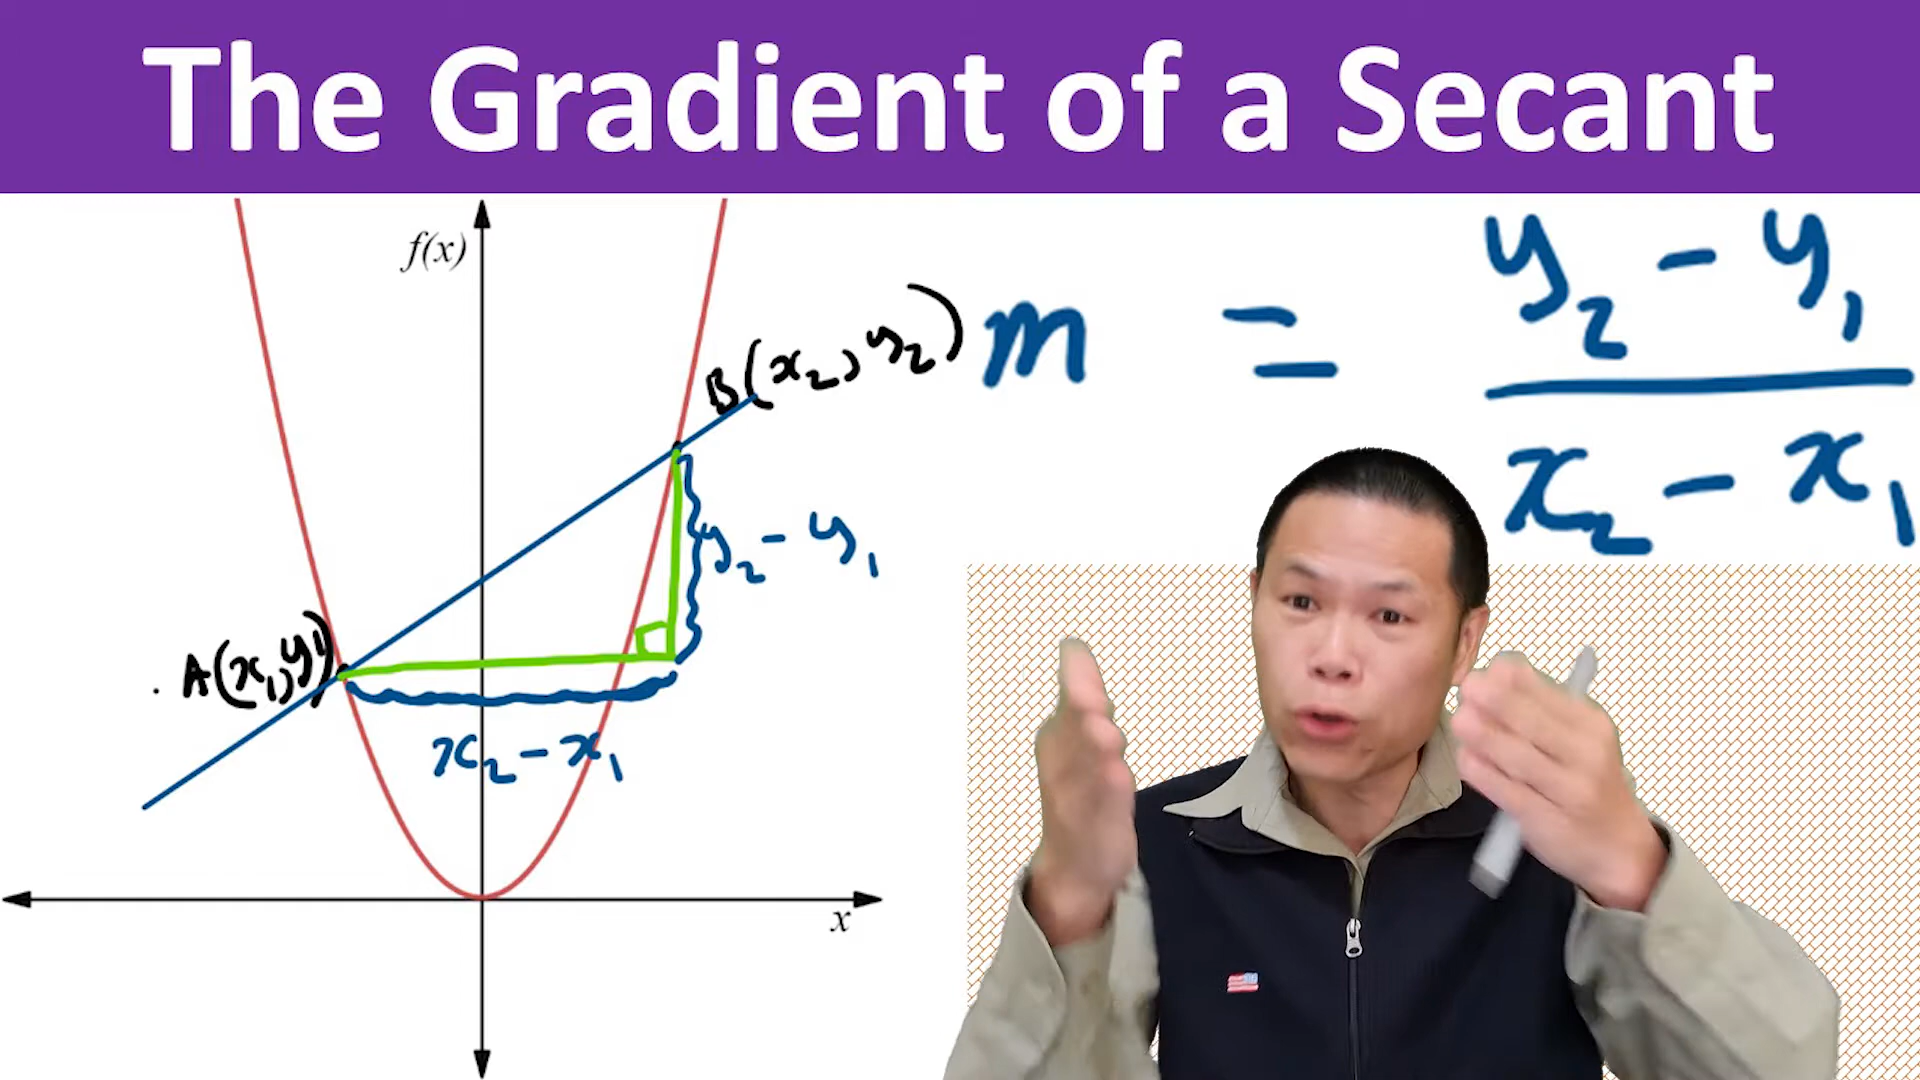 The Gradient of a Secant
f(x)
B(x₂, y₂)
m = y₂ - y₁
x₂ - x₁
y₂ - y₁
A(x₁, y₁)
x₂ - x₁
x